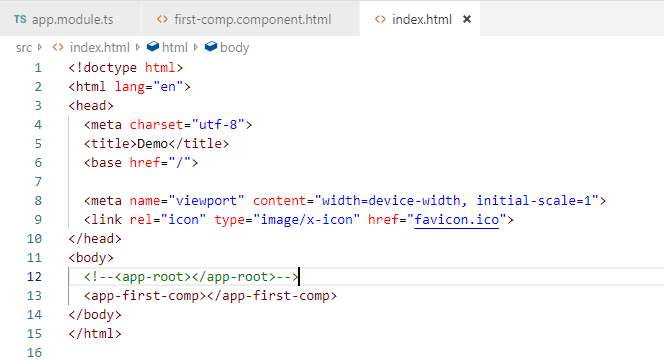 TS app.module.ts <> first-comp.component.html <> index.html ×
src <> index.html html body
1 <!doctype html>
2 <html lang="en">
3 <head>
4 <meta charset="utf-8">
5 <title>Demo</title>
6 <base href="/">
7
8 <meta name="viewport" content="width=device-width, initial-scale=1">
9 <link rel="icon" type="image/x-icon" href="favicon.ico">
10 </head>
11 <body>
12 <!--<app-root></app-root>-->
13 <app-first-comp></app-first-comp>
14 </body>
15 </html>
16